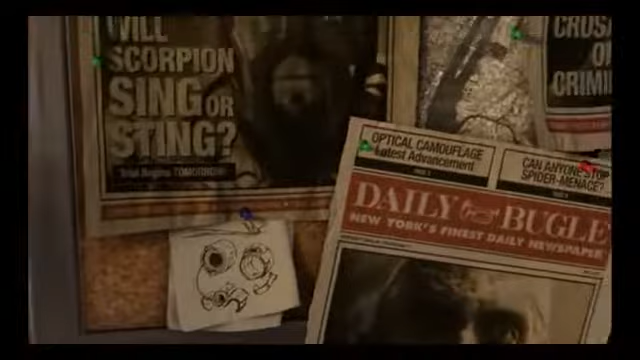 WILL
SCORPION
SING OR
STING?
Trial Begins TOMORROW!
CRUSA
ON
CRIMI
OPTICAL CAMOUFLAGE
Latest Advancement
CAN ANYONE STOP
SPIDER-MENACE?
DAILY BUGLE
NEW YORK'S FINEST DAILY NEWSPAPER